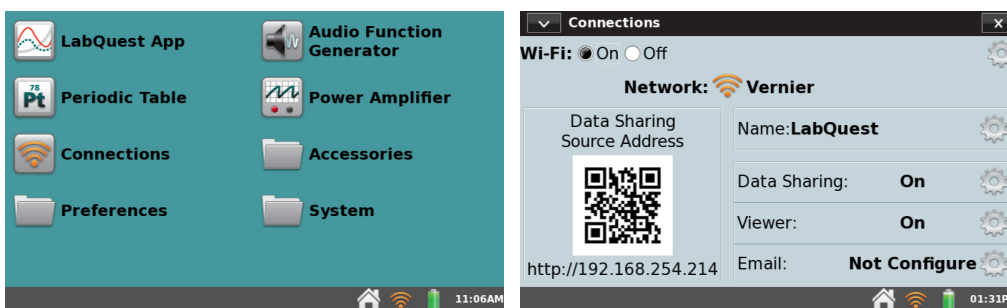 LabQuest App
Audio Function
Generator
78
Pt
Periodic Table
Power Amplifier
Connections
Accessories
Preferences
System
11:06AM
Connections
x
Wi-Fi: On Off
Network: Vernier
Data Sharing
Source Address
http://192.168.254.214
Name:LabQuest
Data Sharing: On
Viewer: On
Email: Not Configure
01:31P